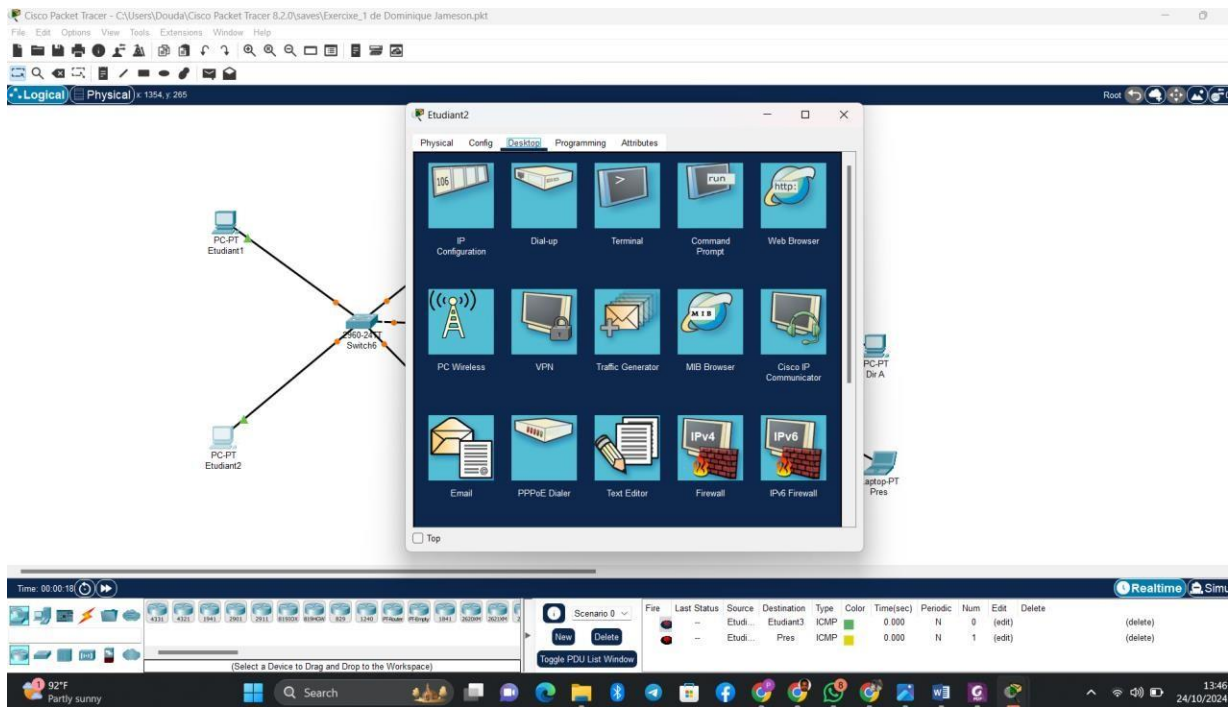 Cisco Packet Tracer - C:\Users\Douda\Cisco Packet Tracer 8.2.0\saves\Exercixe_1 de Dominique Jameson.pkt
File Edit Options View Tools Extensions Window Help
Logical Physical x: 1354, y: 265
Root
Etudiant2
Physical Config Desktop Programming Attributes
106
>
run
http:
IP Configuration
Dial-up
Terminal
Command Prompt
Web Browser
MIB
PC Wireless
VPN
Traffic Generator
MIB Browser
Cisco IP Communicator
IPv4
IPv6
Email
PPPoE Dialer
Text Editor
Firewall
IPv6 Firewall
Top
PC-PT
Etudiant1
2960-24TT
Switch6
PC-PT
Etudiant2
PC-PT
Dir A
Laptop-PT
Pres
Time: 00:00:18
Realtime Simu
4331 4321 1941 2901 2911 819IOX 819HGW 829 1240 PT-Router PT-Empty 1841 2620XM 2621XM
(Select a Device to Drag and Drop to the Workspace)
Scenario 0
New Delete
Toggle PDU List Window
Fire Last Status Source Destination Type Color Time(sec) Periodic Num Edit Delete
-- Etudi... Etudiant3 ICMP 0.000 N 0 (edit) (delete)
-- Etudi... Pres ICMP 0.000 N 1 (edit) (delete)
1
92°F
Partly sunny
Search
13:46
24/10/2024